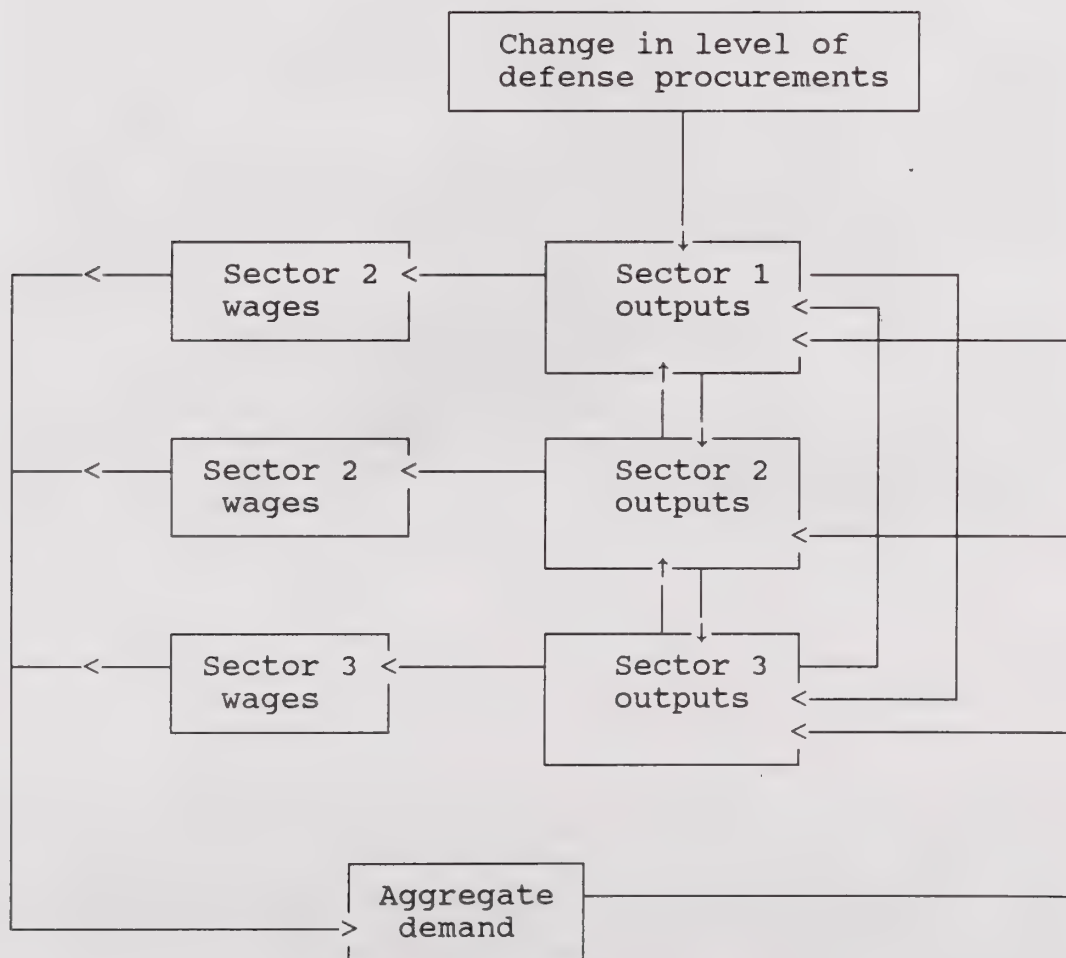 Change in level of
defense procurements
Sector 2
wages
Sector 1
outputs
Sector 2
wages
Sector 2
outputs
Sector 3
wages
Sector 3
outputs
Aggregate
demand